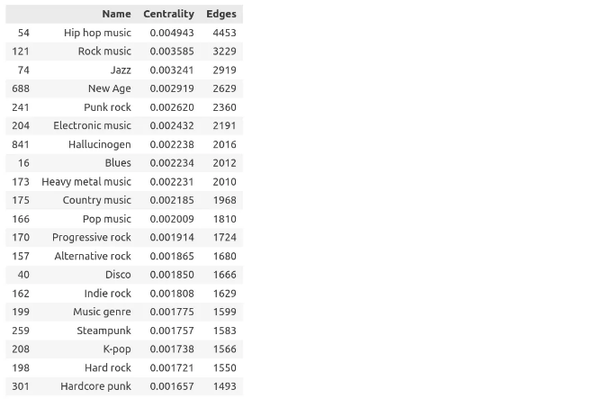 Name Centrality Edges
54 Hip hop music 0.004943 4453
121 Rock music 0.003585 3229
74 Jazz 0.003241 2919
688 New Age 0.002919 2629
241 Punk rock 0.002620 2360
204 Electronic music 0.002432 2191
841 Hallucinogen 0.002238 2016
16 Blues 0.002234 2012
173 Heavy metal music 0.002231 2010
175 Country music 0.002185 1968
166 Pop music 0.002009 1810
170 Progressive rock 0.001914 1724
157 Alternative rock 0.001865 1680
40 Disco 0.001850 1666
162 Indie rock 0.001808 1629
199 Music genre 0.001775 1599
259 Steampunk 0.001757 1583
208 K-pop 0.001738 1566
198 Hard rock 0.001721 1550
301 Hardcore punk 0.001657 1493